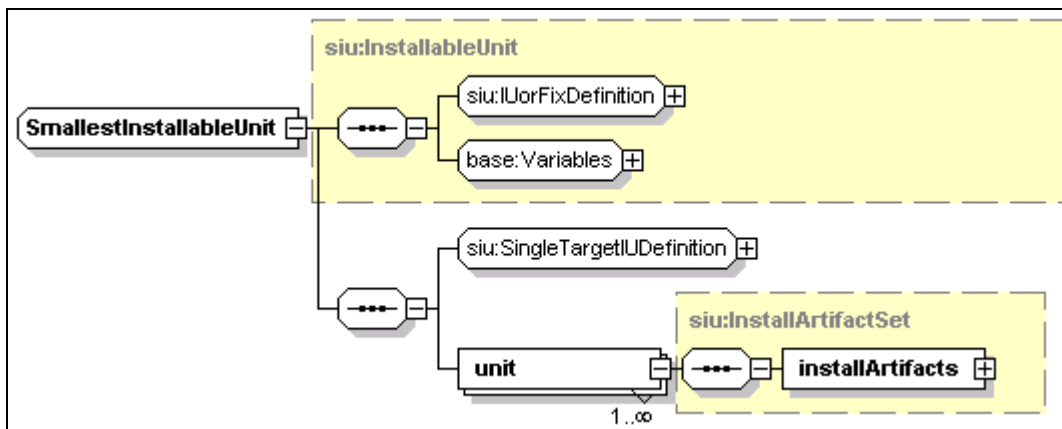 siu:InstallableUnit
siu:IUorFixDefinition
SmallestInstallableUnit
base:Variables
siu:SingleTargetIUDefinition
siu:InstallArtifactSet
unit
installArtifacts
1..∞